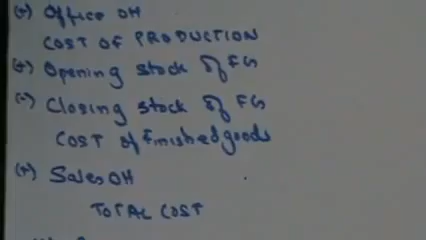 (+) Office OH
COST OF PRODUCTION
(+) Opening stock of FG
(-) Closing stock of FG
COST of finished goods
(+) Sales OH
TOTAL COST